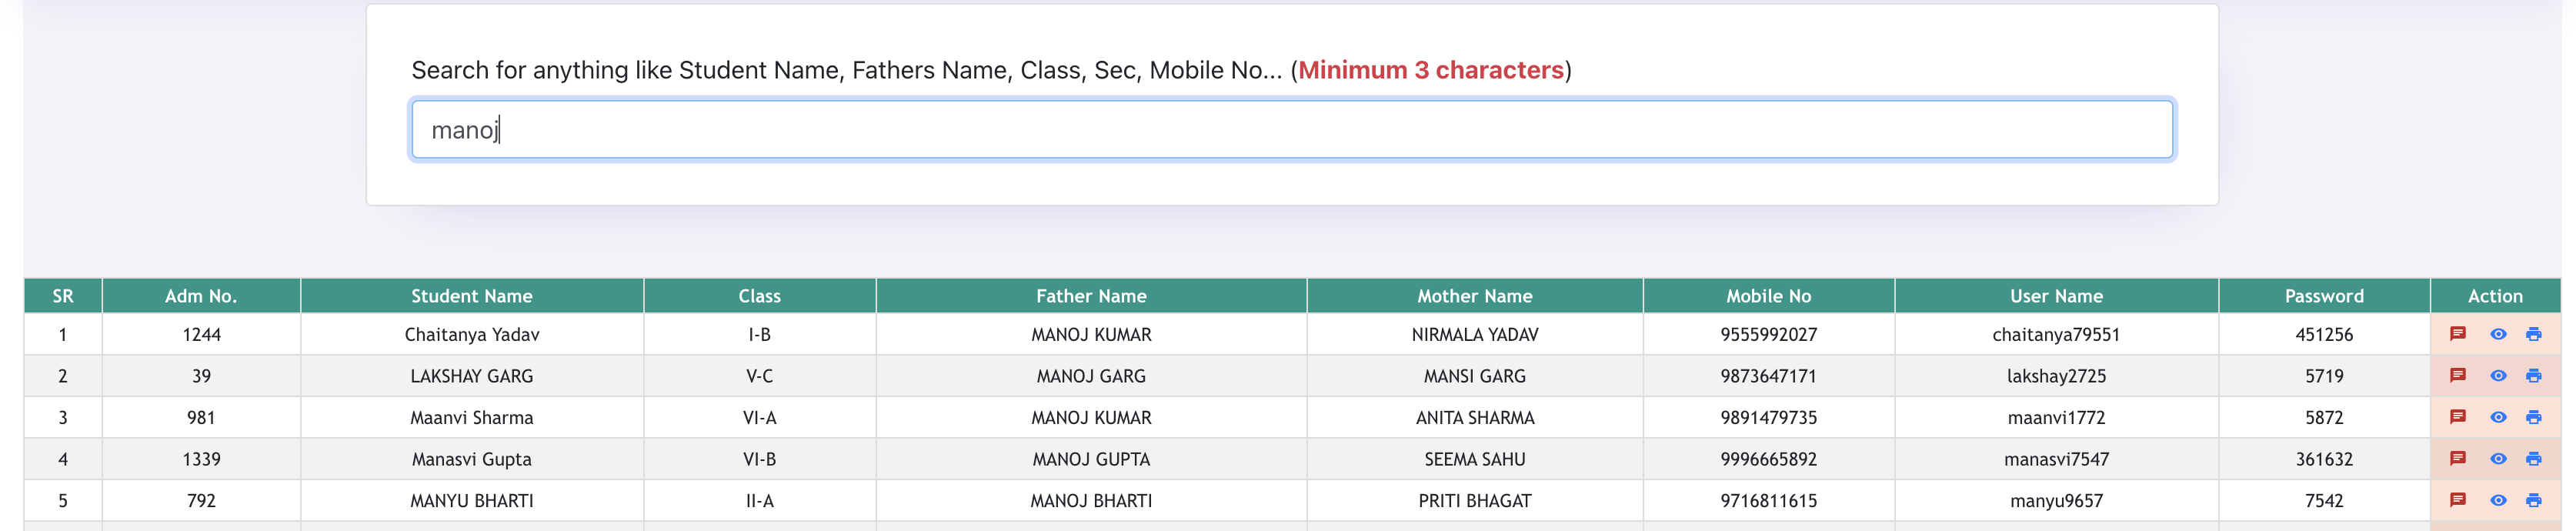 Search for anything like Student Name, Fathers Name, Class, Sec, Mobile No... (Minimum 3 characters)
manoj
SR Adm No. Student Name Class Father Name Mother Name Mobile No User Name Password Action
1 1244 Chaitanya Yadav I-B MANOJ KUMAR NIRMALA YADAV 9555992027 chaitanya79551 451256
2 39 LAKSHAY GARG V-C MANOJ GARG MANSI GARG 9873647171 lakshay2725 5719
3 981 Maanvi Sharma VI-A MANOJ KUMAR ANITA SHARMA 9891479735 maanvi1772 5872
4 1339 Manasvi Gupta VI-B MANOJ GUPTA SEEMA SAHU 9996665892 manasvi7547 361632
5 792 MANYU BHARTI II-A MANOJ BHARTI PRITI BHAGAT 9716811615 manyu9657 7542